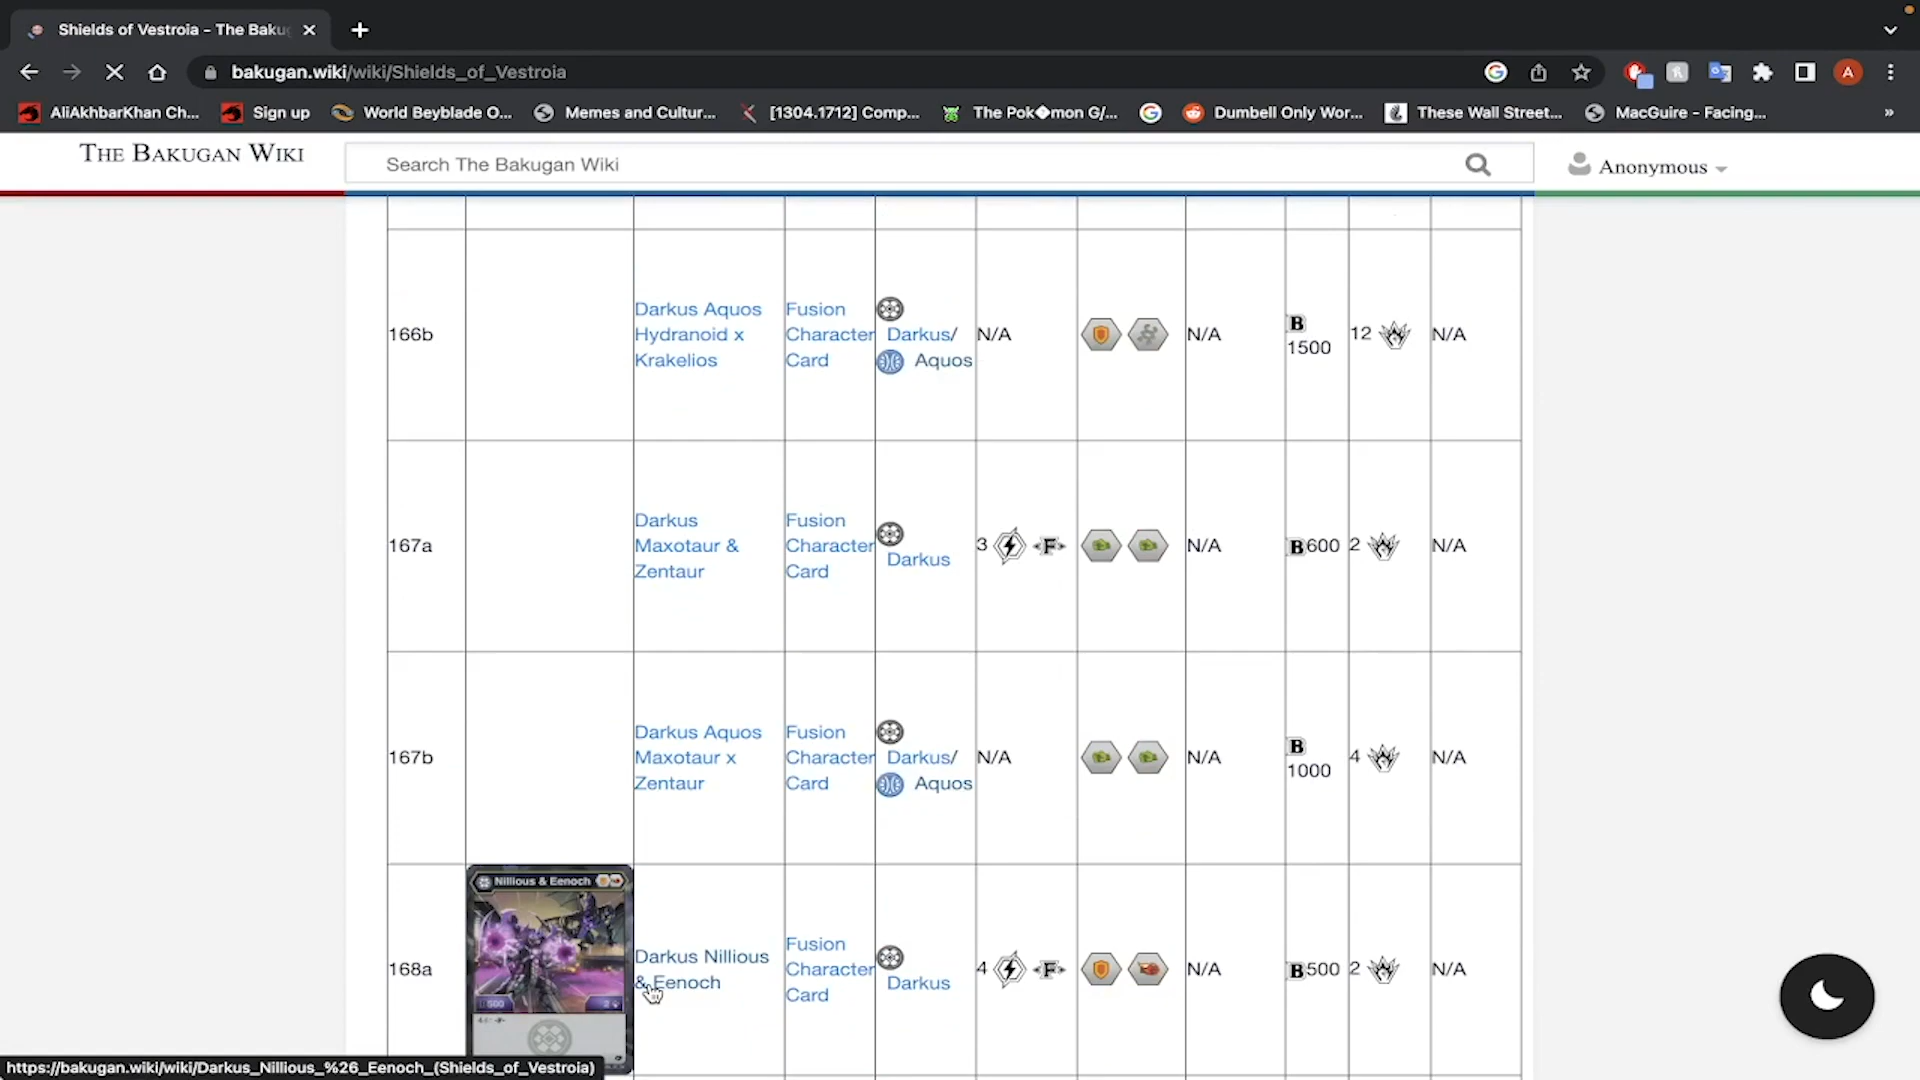 Shields of Vestroia – The Baku
bakugan.wiki/wiki/Shields_of_Vestroia
A
AliAkhbarKhan Ch...
Sign up
World Beyblade O...
Memes and Cultur...
[1304.1712] Comp...
The Pok�mon G/...
Dumbell Only Wor...
These Wall Street...
MacGuire - Facing...
»
THE BAKUGAN WIKI
Search The Bakugan Wiki
Anonymous
166b
Darkus Aquos
Hydranoid x
Krakelios
Fusion
Character
Card
Darkus/
Aquos
N/A
N/A
B
1500
12
N/A
167a
Darkus
Maxotaur &
Zentaur
Fusion
Character
Card
Darkus
3 F
N/A
B600
2
N/A
167b
Darkus Aquos
Maxotaur x
Zentaur
Fusion
Character
Card
Darkus/
Aquos
N/A
N/A
B
1000
4
N/A
168a
Nillious & Eenoch
500
2
Darkus Nillious
& Eenoch
Fusion
Character
Card
Darkus
4 F
N/A
B500
2
N/A
https://bakugan.wiki/wiki/Darkus_Nillious_%26_Eenoch_(Shields_of_Vestroia)